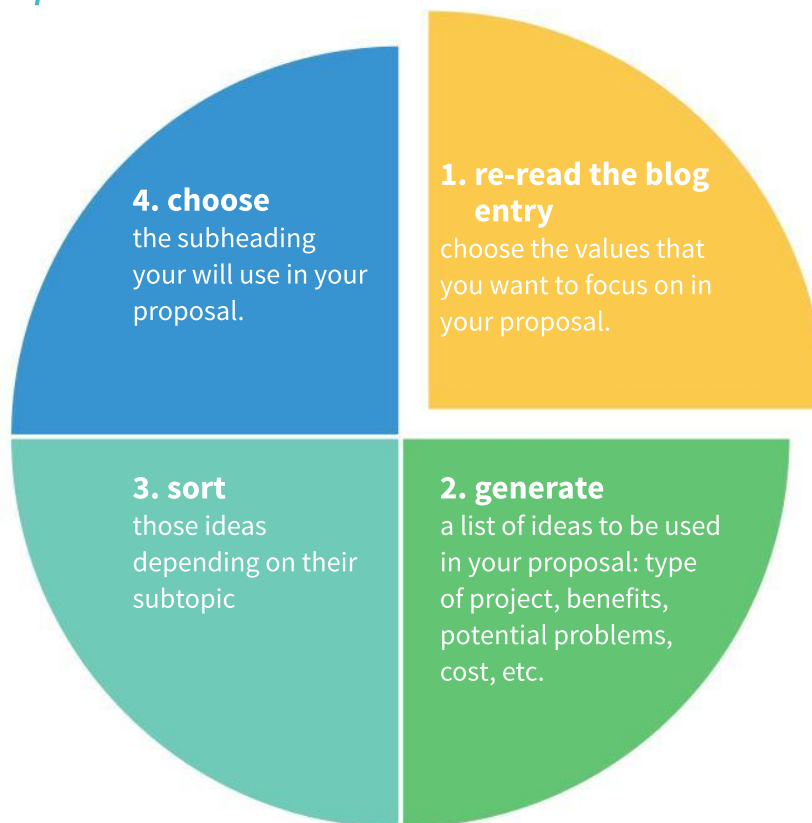 1. re-read the blog
entry
choose the values that
you want to focus on in
your proposal.
2. generate
a list of ideas to be used
in your proposal: type
of project, benefits,
potential problems,
cost, etc.
3. sort
those ideas
depending on their
subtopic
4. choose
the subheading
your will use in your
proposal.